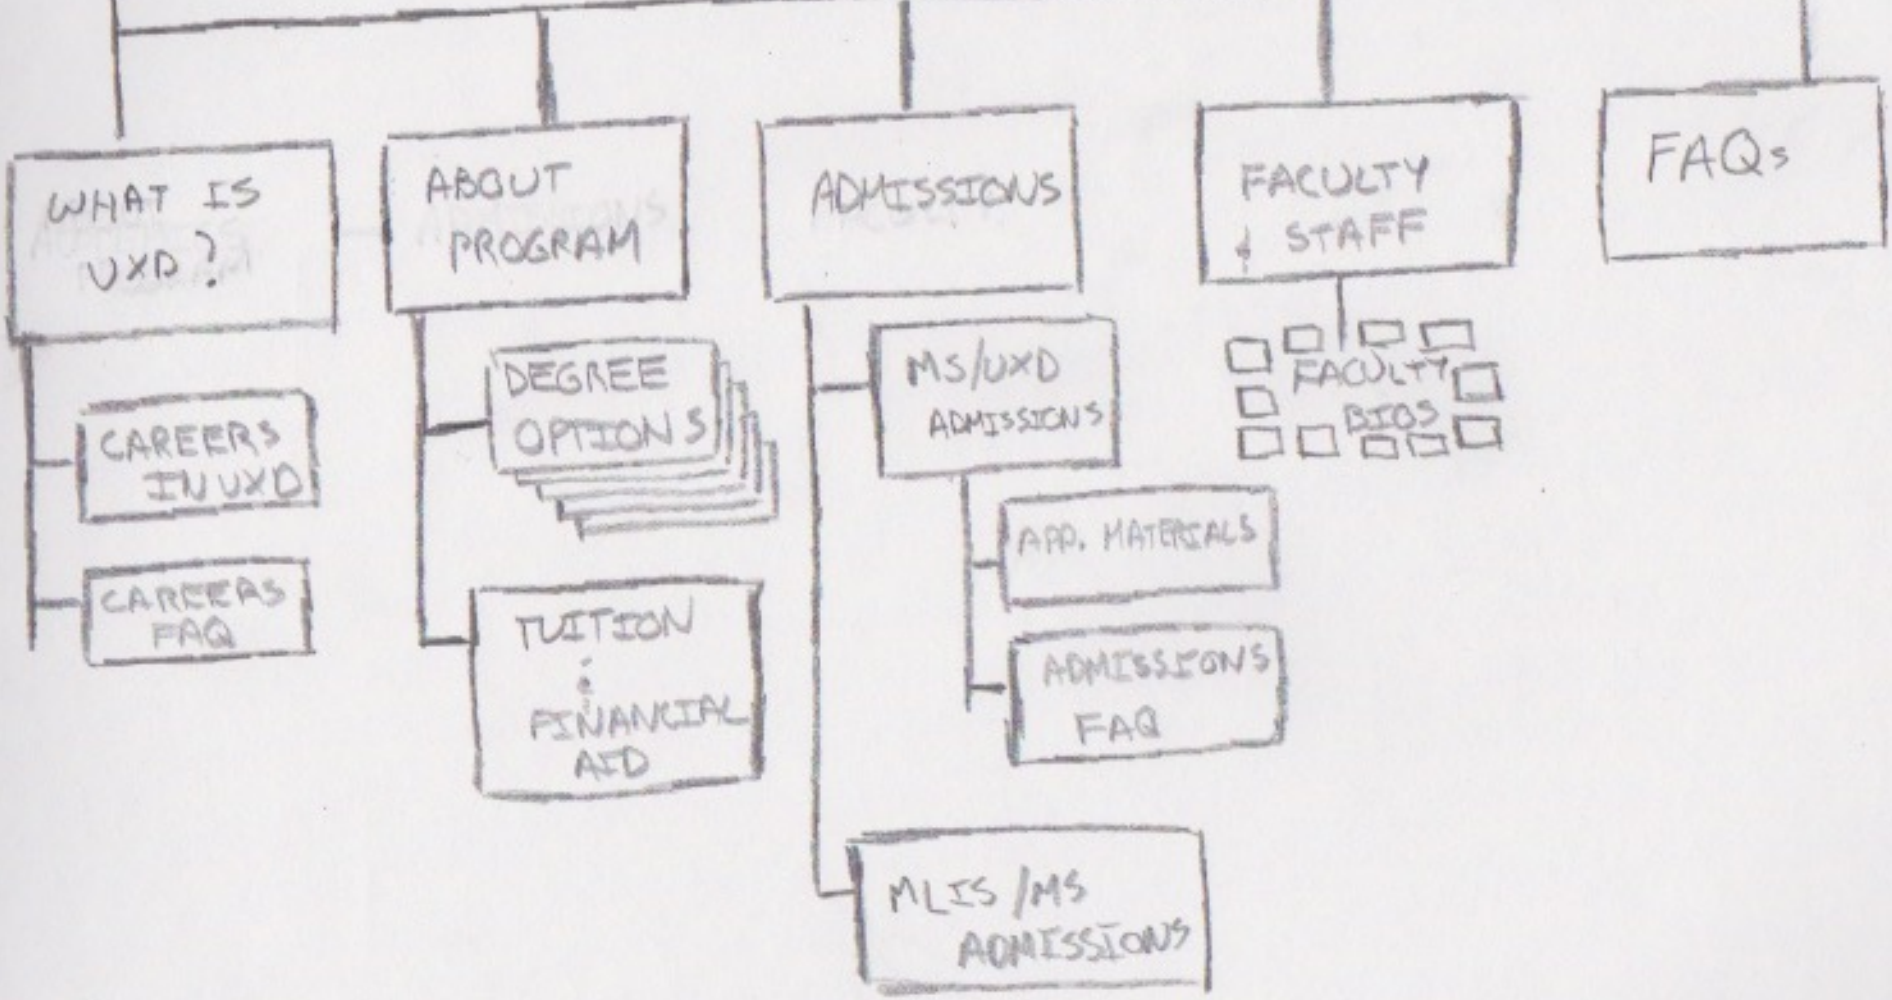 WHAT IS
UXD?
ABOUT
PROGRAM
ADMISSIONS
FACULTY
& STAFF
FAQs
CAREERS
IN UXD
CAREERS
FAQ
DEGREE
OPTIONS
TUITION
&
FINANCIAL
AID
MS/UXD
ADMISSIONS
APP. MATERIALS
ADMISSIONS
FAQ
MLIS/MS
ADMISSIONS
FACULTY
BIOS